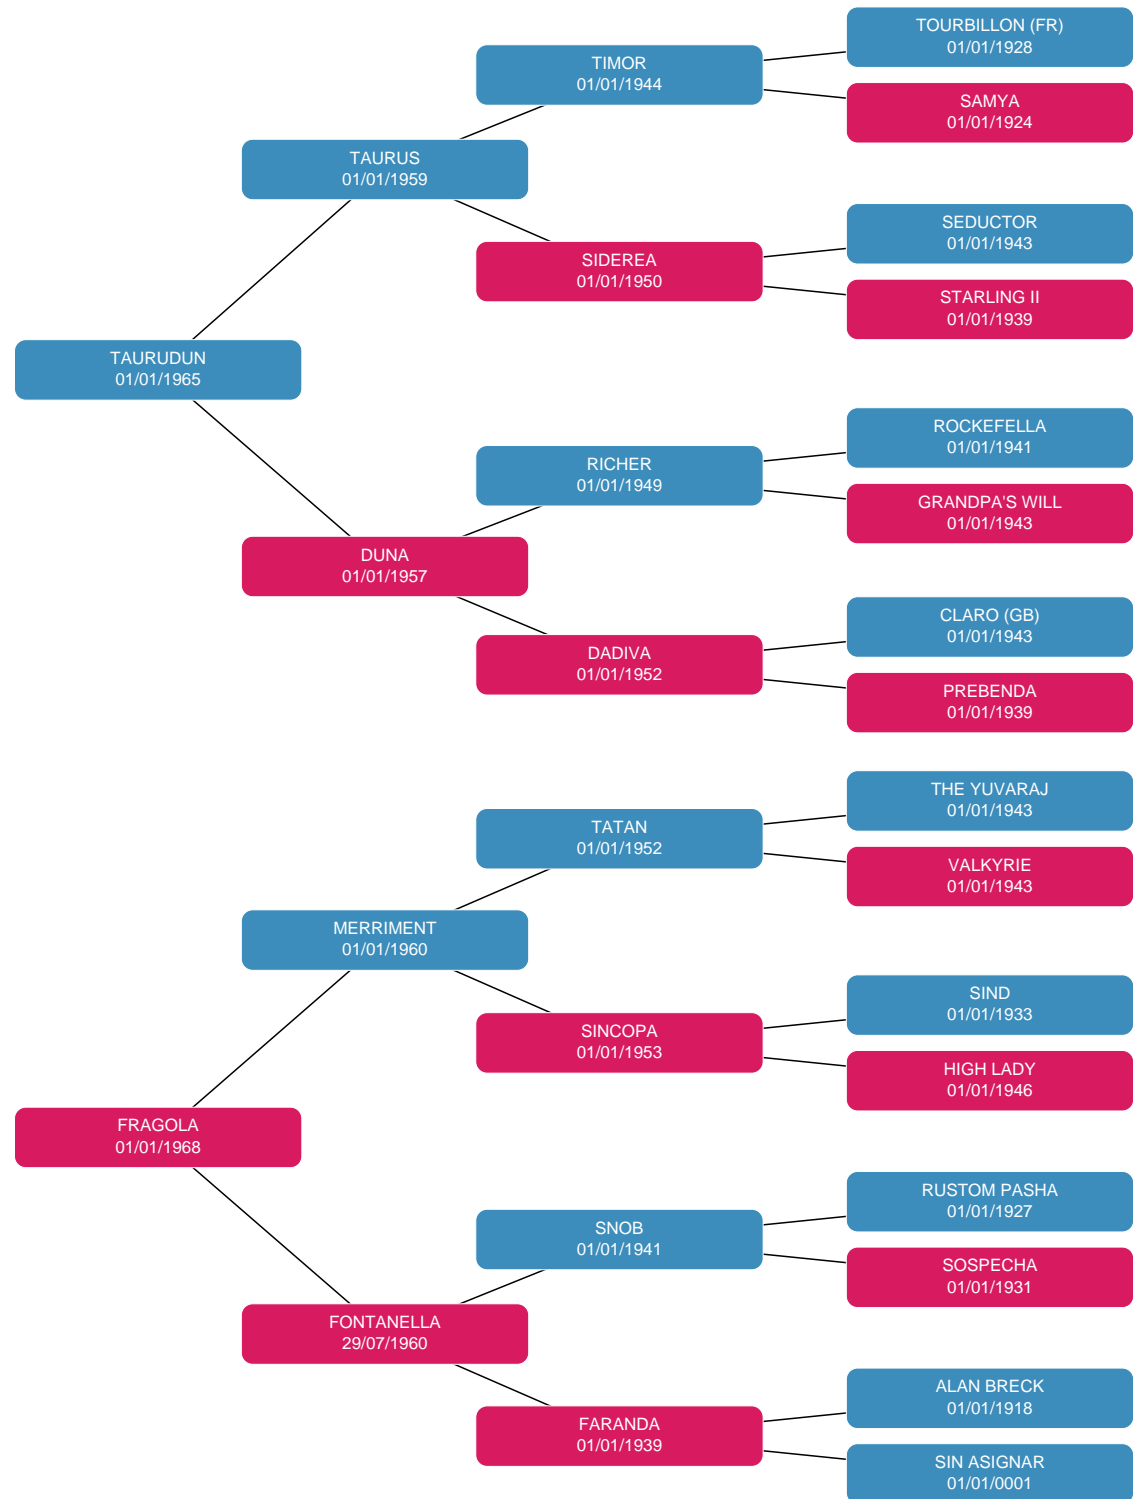 TOURBILLON (FR)
01/01/1928
TIMOR
01/01/1944
SAMYA
01/01/1924
TAURUS
01/01/1959
SEDUCTOR
01/01/1943
SIDEREA
01/01/1950
STARLING II
01/01/1939
TAURUDUN
01/01/1965
ROCKEFELLA
01/01/1941
RICHER
01/01/1949
GRANDPA'S WILL
01/01/1943
DUNA
01/01/1957
CLARO (GB)
01/01/1943
DADIVA
01/01/1952
PREBENDA
01/01/1939
THE YUVARAJ
01/01/1943
TATAN
01/01/1952
VALKYRIE
01/01/1943
MERRIMENT
01/01/1960
SIND
01/01/1933
SINCOPA
01/01/1953
HIGH LADY
01/01/1946
FRAGOLA
01/01/1968
RUSTOM PASHA
01/01/1927
SNOB
01/01/1941
SOSPECHA
01/01/1931
FONTANELLA
29/07/1960
ALAN BRECK
01/01/1918
FARANDA
01/01/1939
SIN ASIGNAR
01/01/0001